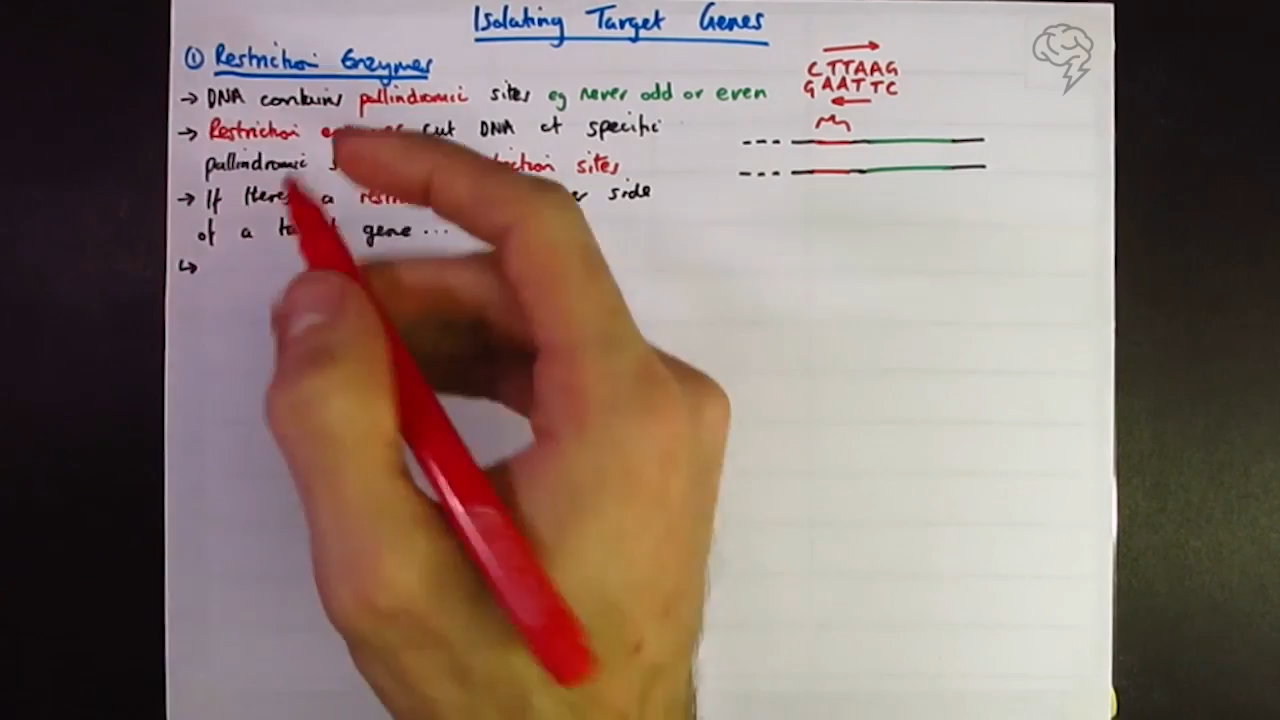 Isolating Target Genes
① Restriction Enzymes
→ DNA contains pallindromic sites eg never odd or even
→ Restriction cut DNA at specific
pallindromic sites
→ If there's a side
of a gene ...
↳
CTTAAG
GAATTC